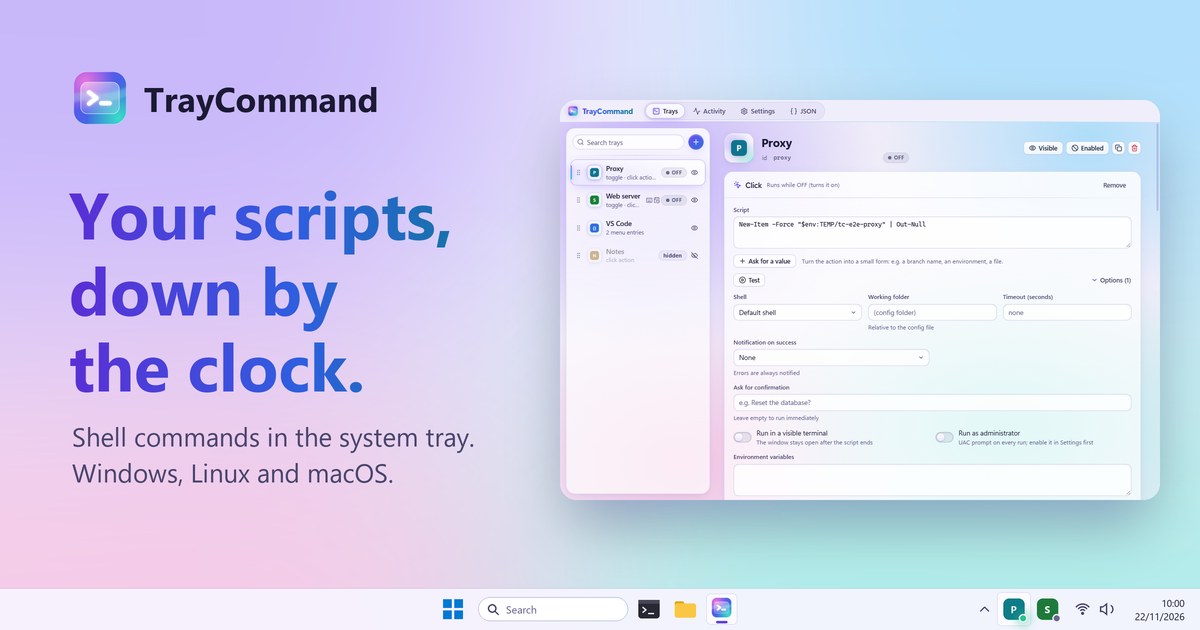 TrayCommand
Your scripts,
down by
the clock.
Shell commands in the system tray.
Windows, Linux and macOS.
TrayCommand
Trays
Activity
Settings
{ } JSON
Search trays
Proxy
toggle · click actio...
OFF
Web server
toggle · clic...
OFF
VS Code
2 menu entries
Notes
click action
hidden
P
Proxy
id proxy
OFF
Visible
Enabled
Click Runs while OFF (turns it on)
Remove
Script
New-Item -Force "$env:TEMP/tc-e2e-proxy" | Out-Null
+ Ask for a value
Turn the action into a small form: e.g. a branch name, an environment, a file.
Test
Options (1)
Shell
Working folder
Timeout (seconds)
Default shell
(config folder)
none
Relative to the config file
Notification on success
None
Errors are always notified
Ask for confirmation
e.g. Reset the database?
Leave empty to run immediately
Run in a visible terminal
The window stays open after the script ends
Run as administrator
UAC prompt on every run; enable it in Settings first
Environment variables
Search
P
S
10:00
22/11/2026